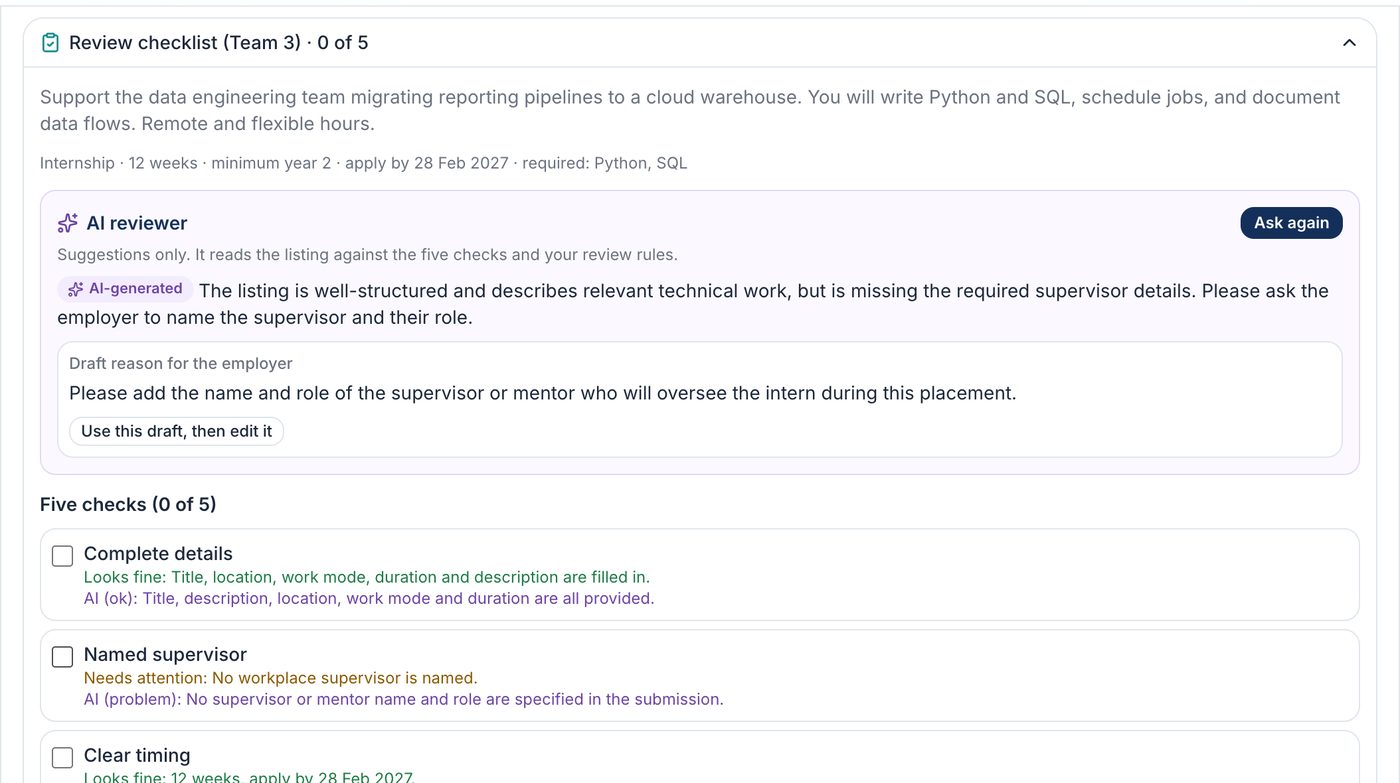 Review checklist (Team 3) · 0 of 5
Support the data engineering team migrating reporting pipelines to a cloud warehouse. You will write Python and SQL, schedule jobs, and document
data flows. Remote and flexible hours.
Internship · 12 weeks · minimum year 2 · apply by 28 Feb 2027 · required: Python, SQL
AI reviewer
Ask again
Suggestions only. It reads the listing against the five checks and your review rules.
AI-generated The listing is well-structured and describes relevant technical work, but is missing the required supervisor details. Please ask the
employer to name the supervisor and their role.
Draft reason for the employer
Please add the name and role of the supervisor or mentor who will oversee the intern during this placement.
Use this draft, then edit it
Five checks (0 of 5)
Complete details
Looks fine: Title, location, work mode, duration and description are filled in.
AI (ok): Title, description, location, work mode and duration are all provided.
Named supervisor
Needs attention: No workplace supervisor is named.
AI (problem): No supervisor or mentor name and role are specified in the submission.
Clear timing
Looks fine: 12 weeks, apply by 28 Feb 2027.